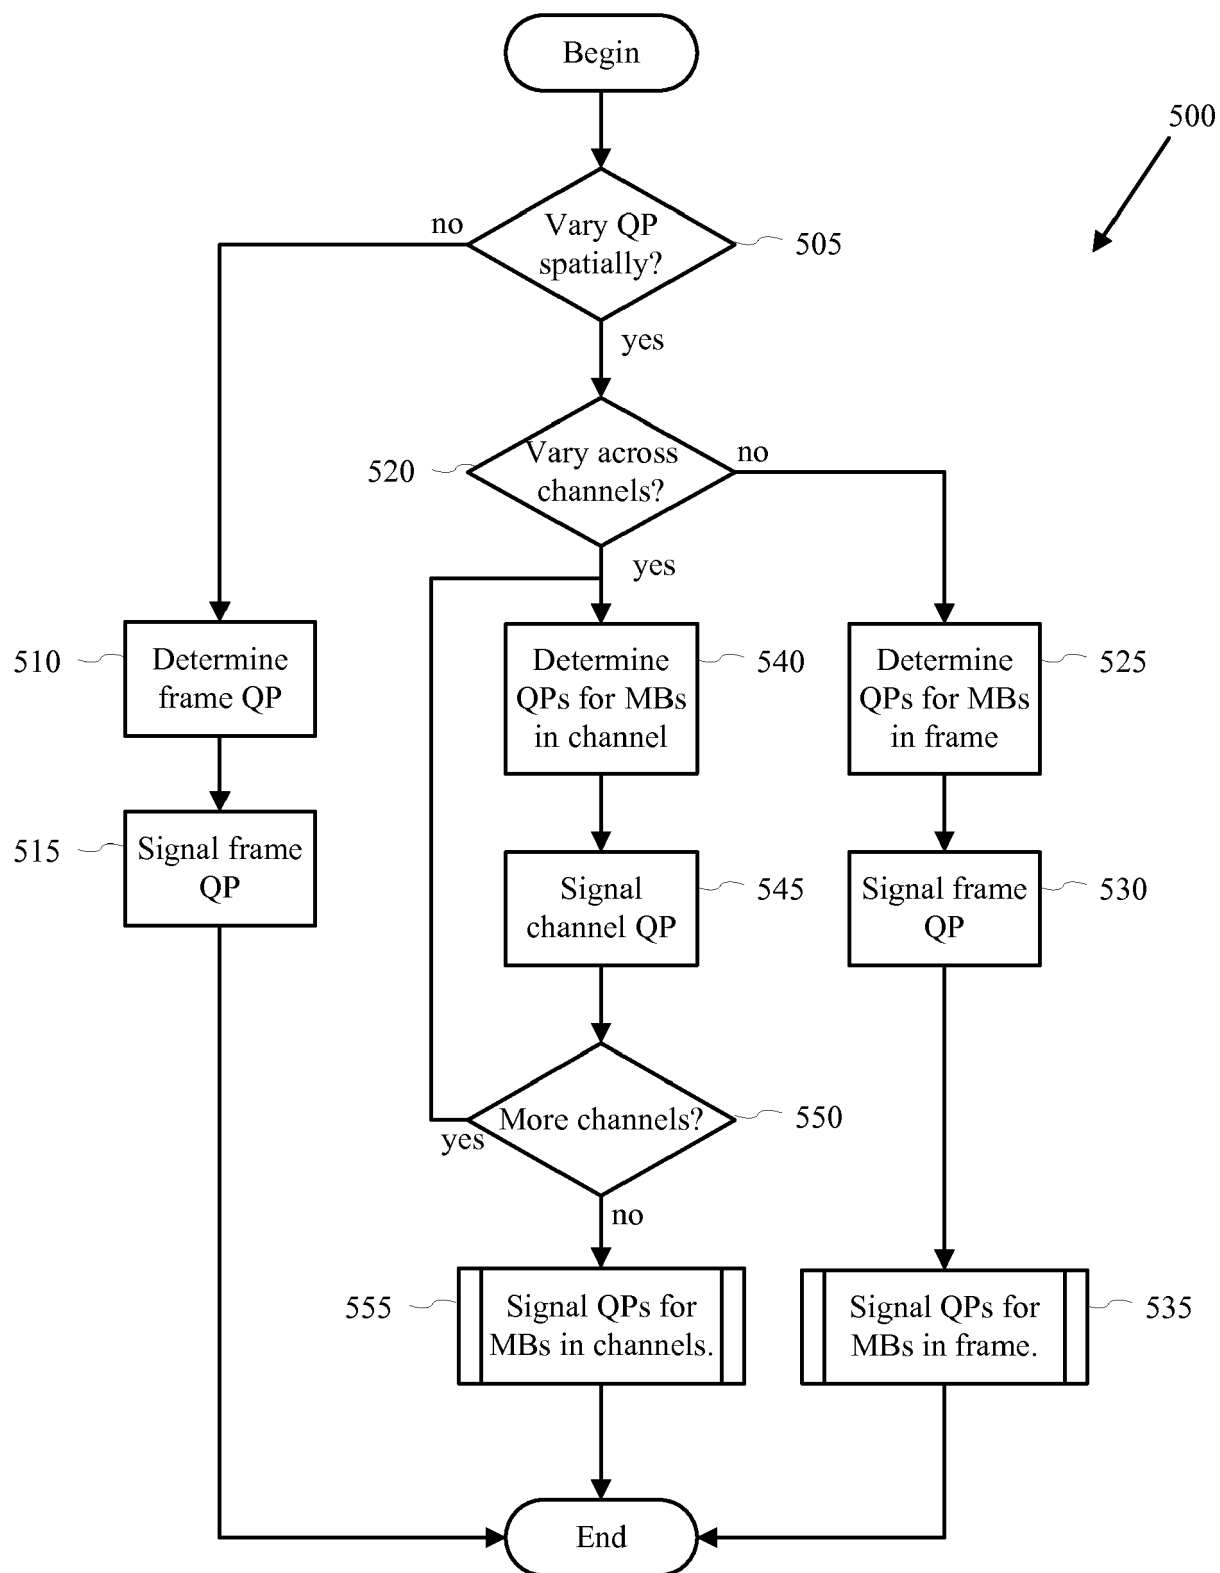 Begin
500
Vary QP
spatially?
505
no
yes
Vary across
channels?
520
no
yes
510
Determine
frame QP
Determine
QPs for MBs
in channel
540
Determine
QPs for MBs
in frame
525
515
Signal frame
QP
Signal
channel QP
545
Signal frame
QP
530
More channels?
550
yes
no
555
Signal QPs for
MBs in channels.
Signal QPs for
MBs in frame.
535
End